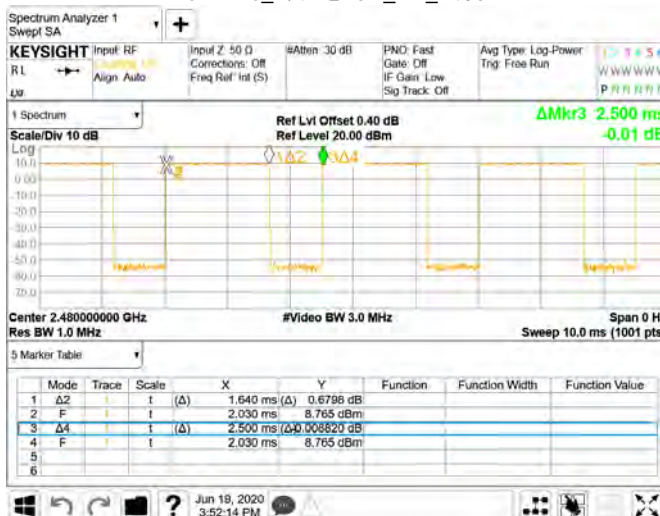 Spectrum Analyzer 1
Swept SA
+
KEYSIGHT Input: RF Input Z: 50 Ω #Atten: 30 dB PNO: Fast Avg Type: Log-Power
RL Corrections: Off Gate: Off Trig: Free Run
Align: Auto Freq Ref: Int (S) IF Gain: Low WWWWW
Sig Track: Off
1 Spectrum
Ref Lvl Offset 0.40 dB ΔMkr3 2.500 ms
Scale/Div 10 dB Ref Level 20.00 dBm -0.01 dB
Log
10.0 1Δ2 3Δ4
0.00
-10.0
-20.0
-30.0
-40.0
-50.0
-60.0
-70.0
Center 2.480000000 GHz #Video BW 3.0 MHz Span 0 H
Res BW 1.0 MHz Sweep 10.0 ms (1001 pts
5 Marker Table
Mode Trace Scale X Y Function Function Width Function Value
1 Δ2 1 t (Δ) 1.640 ms (Δ) 0.6798 dB
2 F 1 t 2.030 ms 8.765 dBm
3 Δ4 1 t (Δ) 2.500 ms (Δ) -0.008820 dB
4 F 1 t 2.030 ms 8.765 dBm
5
6
? Jun 19, 2020
3:52:14 PM